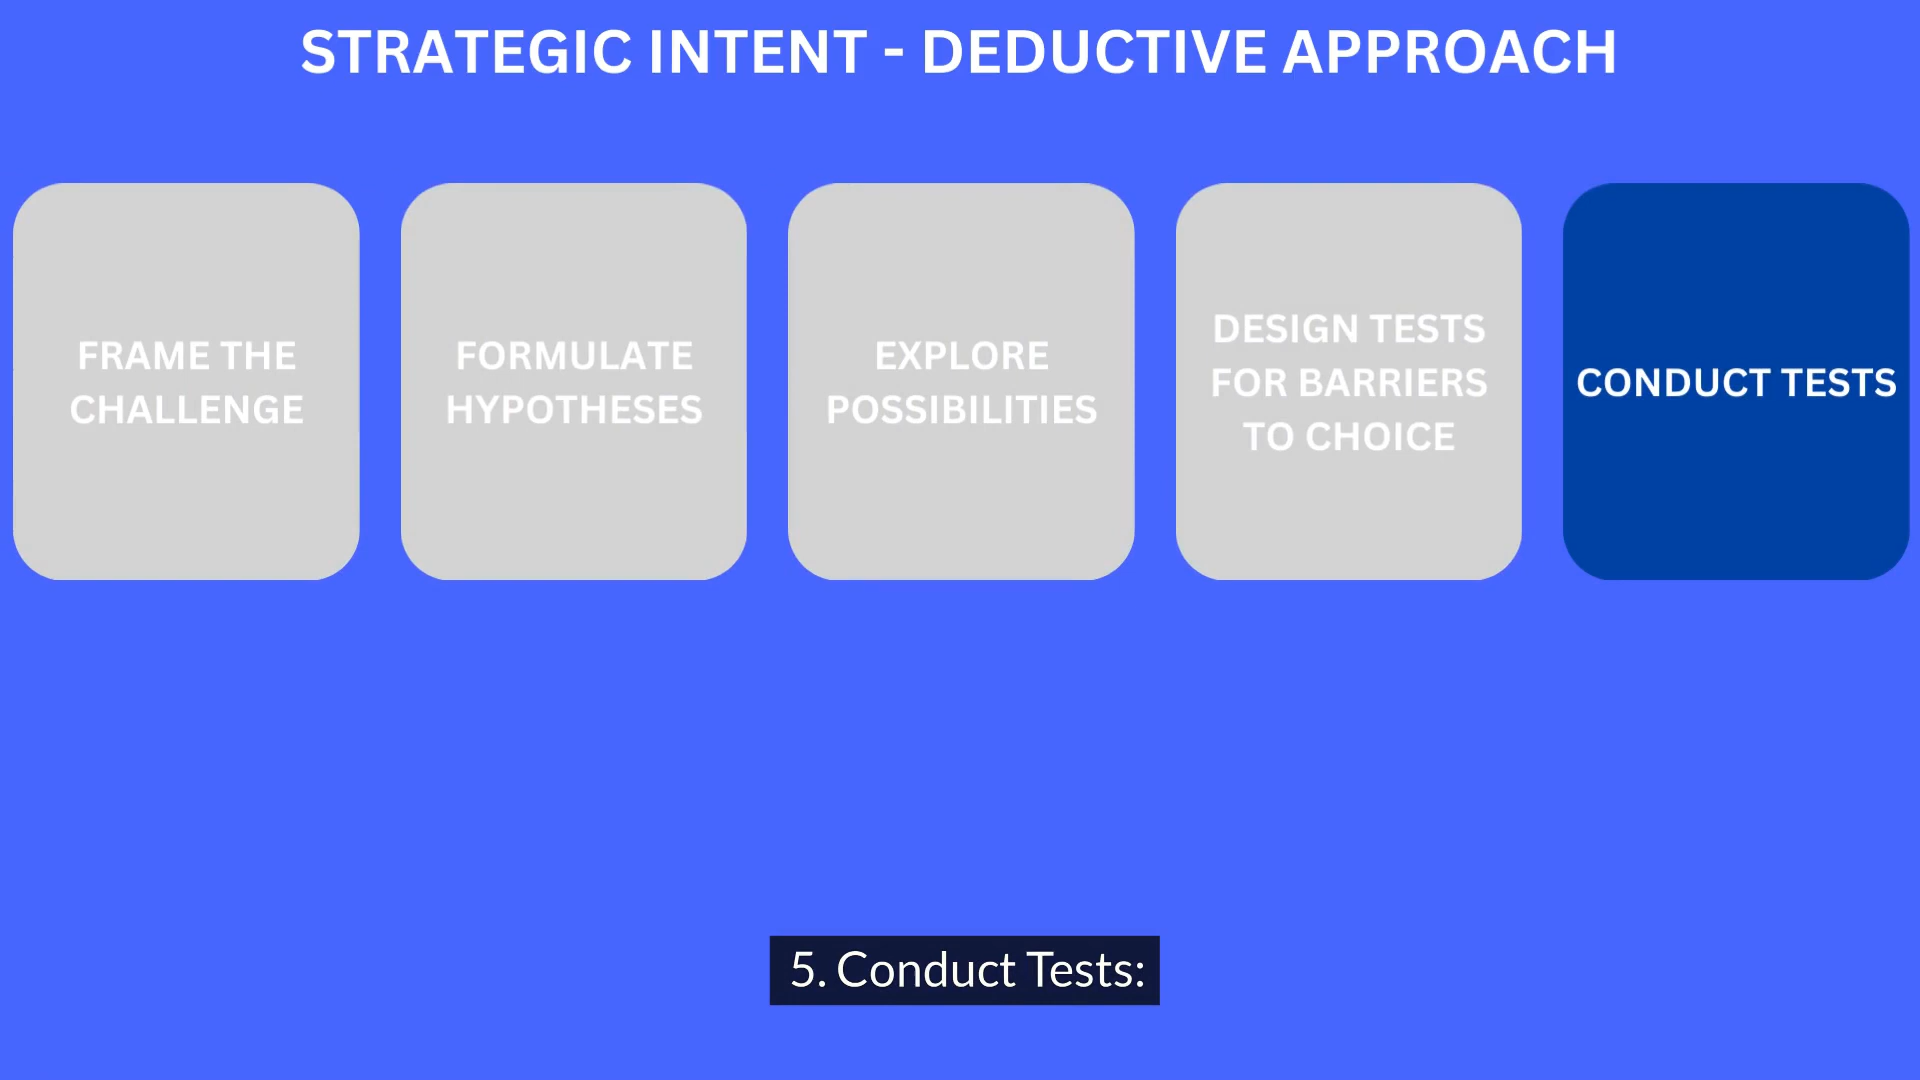 STRATEGIC INTENT - DEDUCTIVE APPROACH
FRAME THE
CHALLENGE
FORMULATE
HYPOTHESES
EXPLORE
POSSIBILITIES
DESIGN TESTS
FOR BARRIERS
TO CHOICE
CONDUCT TESTS
5. Conduct Tests: